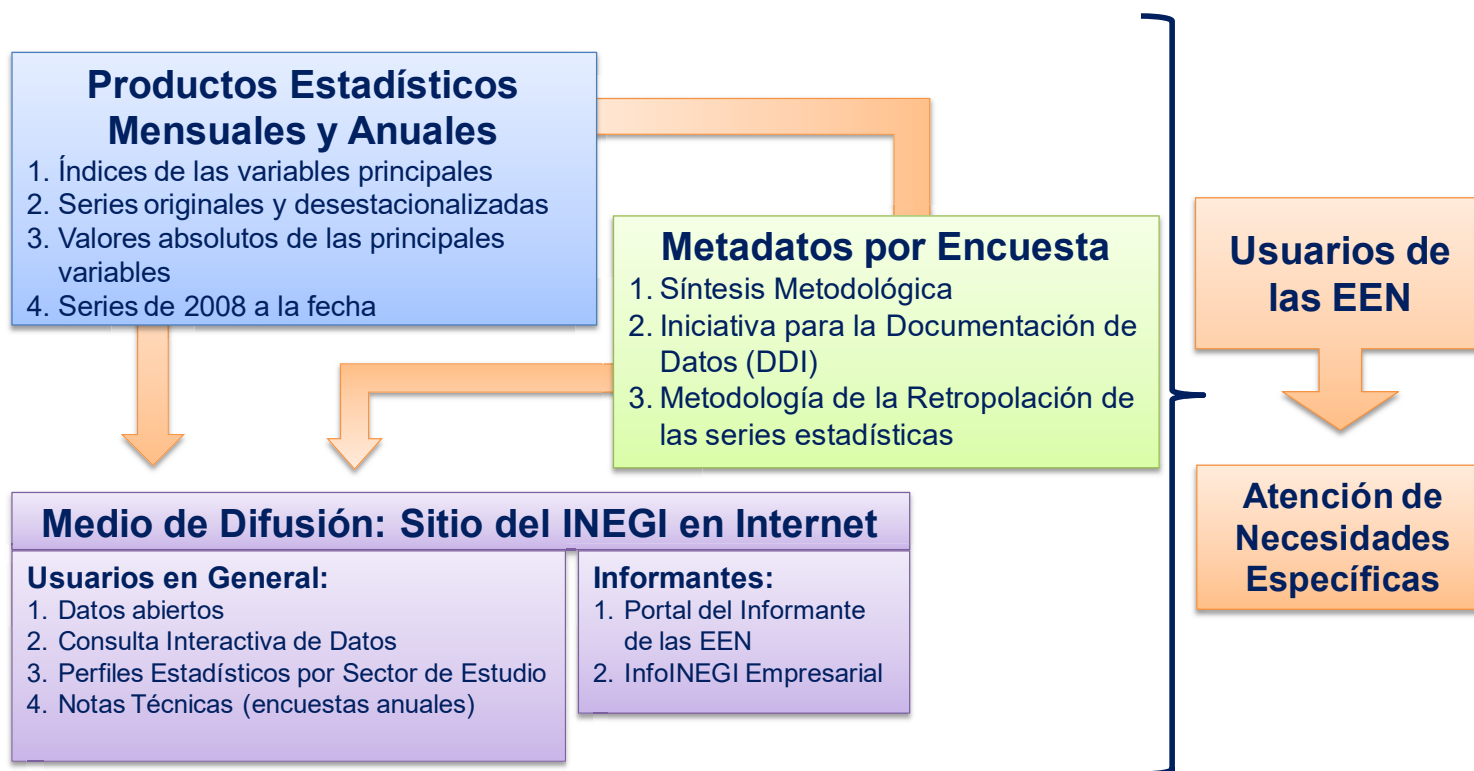 Productos Estadísticos
Mensuales y Anuales
1. Índices de las variables principales
2. Series originales y desestacionalizadas
3. Valores absolutos de las principales
variables
4. Series de 2008 a la fecha
Metadatos por Encuesta
1. Síntesis Metodológica
2. Iniciativa para la Documentación de
Datos (DDI)
3. Metodología de la Retropolación de
las series estadísticas
Medio de Difusión: Sitio del INEGI en Internet
Usuarios en General:
1. Datos abiertos
2. Consulta Interactiva de Datos
3. Perfiles Estadísticos por Sector de Estudio
4. Notas Técnicas (encuestas anuales)
Informantes:
1. Portal del Informante
de las EEN
2. InfoINEGI Empresarial
Usuarios de
las EEN
Atención de
Necesidades
Específicas